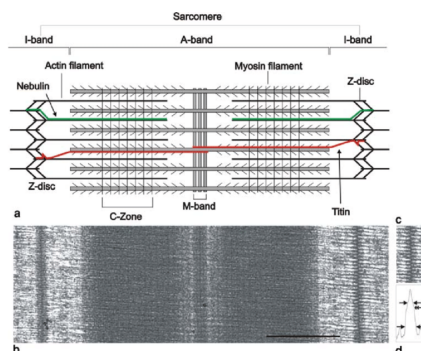 Sarcomere
I-band A-band I-band
Actin filament Myosin filament
Nebulin Z-disc
Z-disc Titin
M-band
C-Zone
a
b
c
d